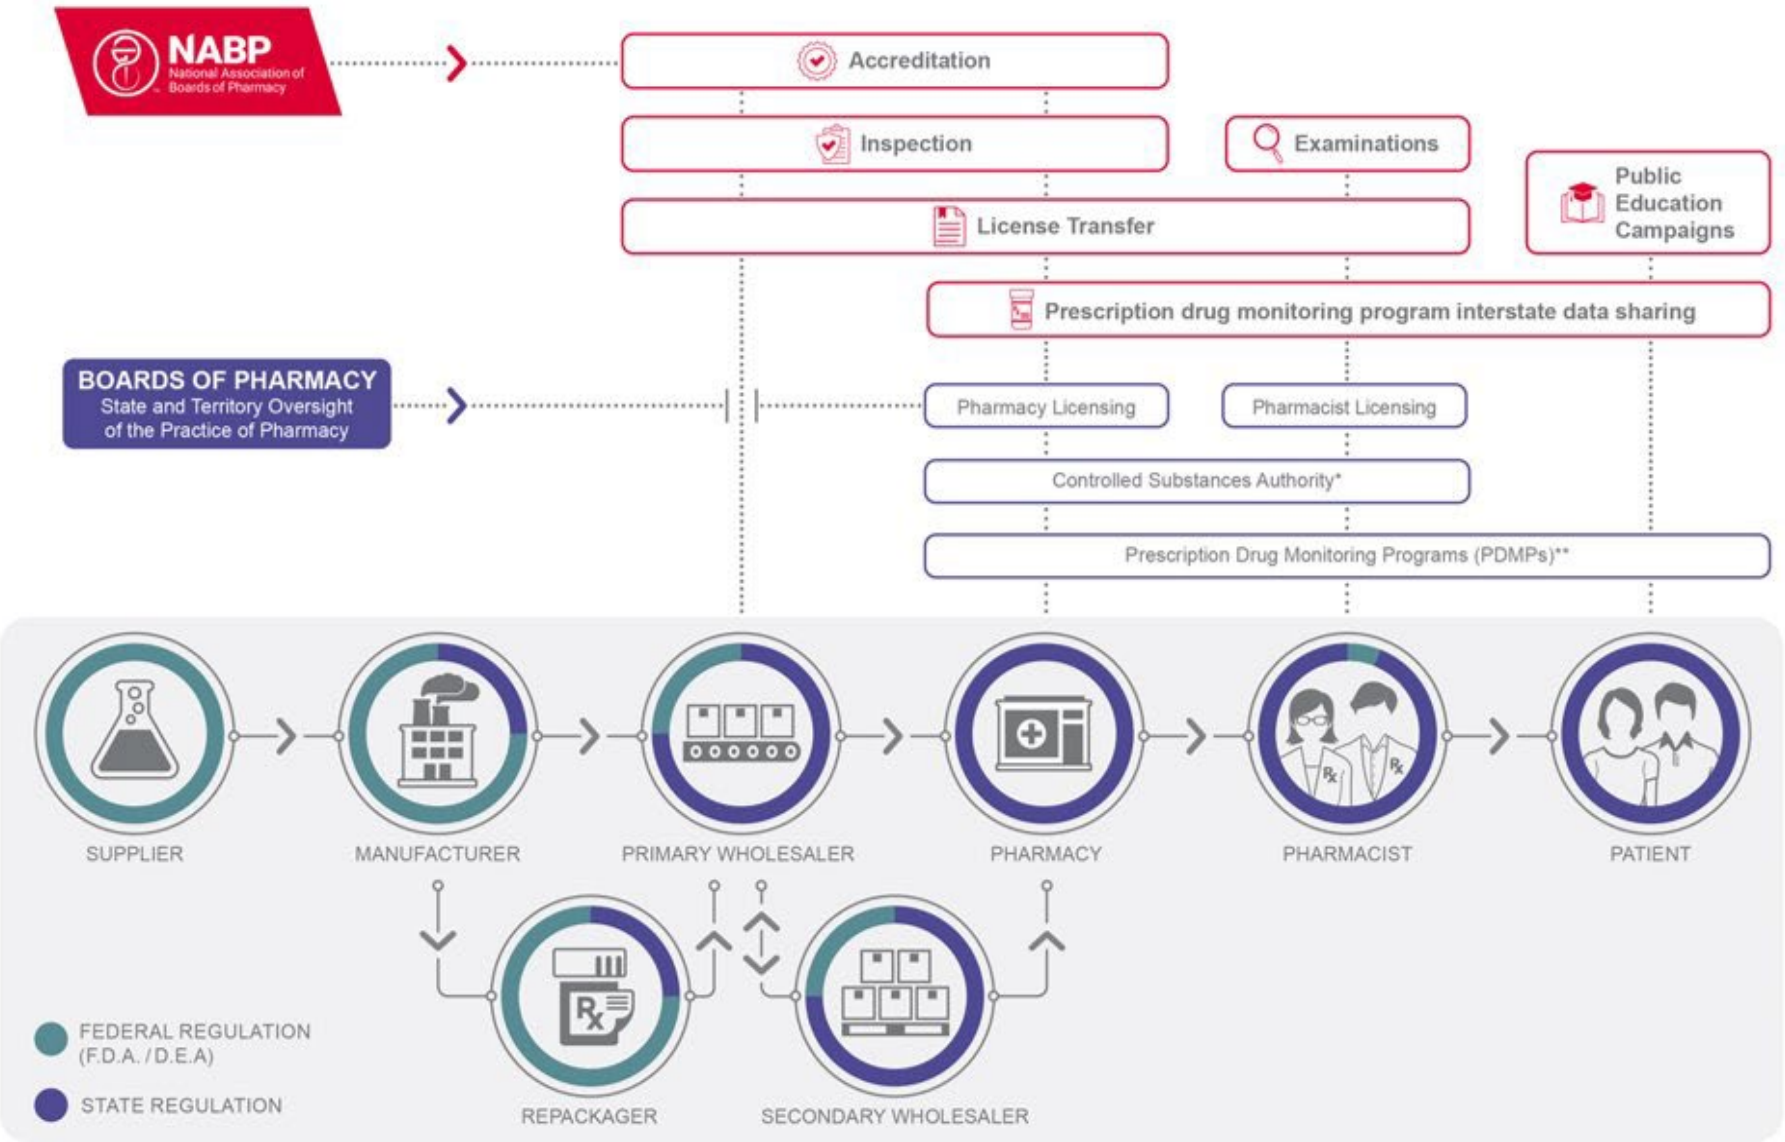 NABP
National Association of
Boards of Pharmacy
Accreditation
Inspection
Examinations
Public
Education
Campaigns
License Transfer
Prescription drug monitoring program interstate data sharing
BOARDS OF PHARMACY
State and Territory Oversight
of the Practice of Pharmacy
Pharmacy Licensing
Pharmacist Licensing
Controlled Substances Authority*
Prescription Drug Monitoring Programs (PDMPs)**
Rx
Rx
SUPPLIER
MANUFACTURER
PRIMARY WHOLESALER
PHARMACY
PHARMACIST
PATIENT
Rx
FEDERAL REGULATION
(F.D.A. / D.E.A)
STATE REGULATION
REPACKAGER
SECONDARY WHOLESALER